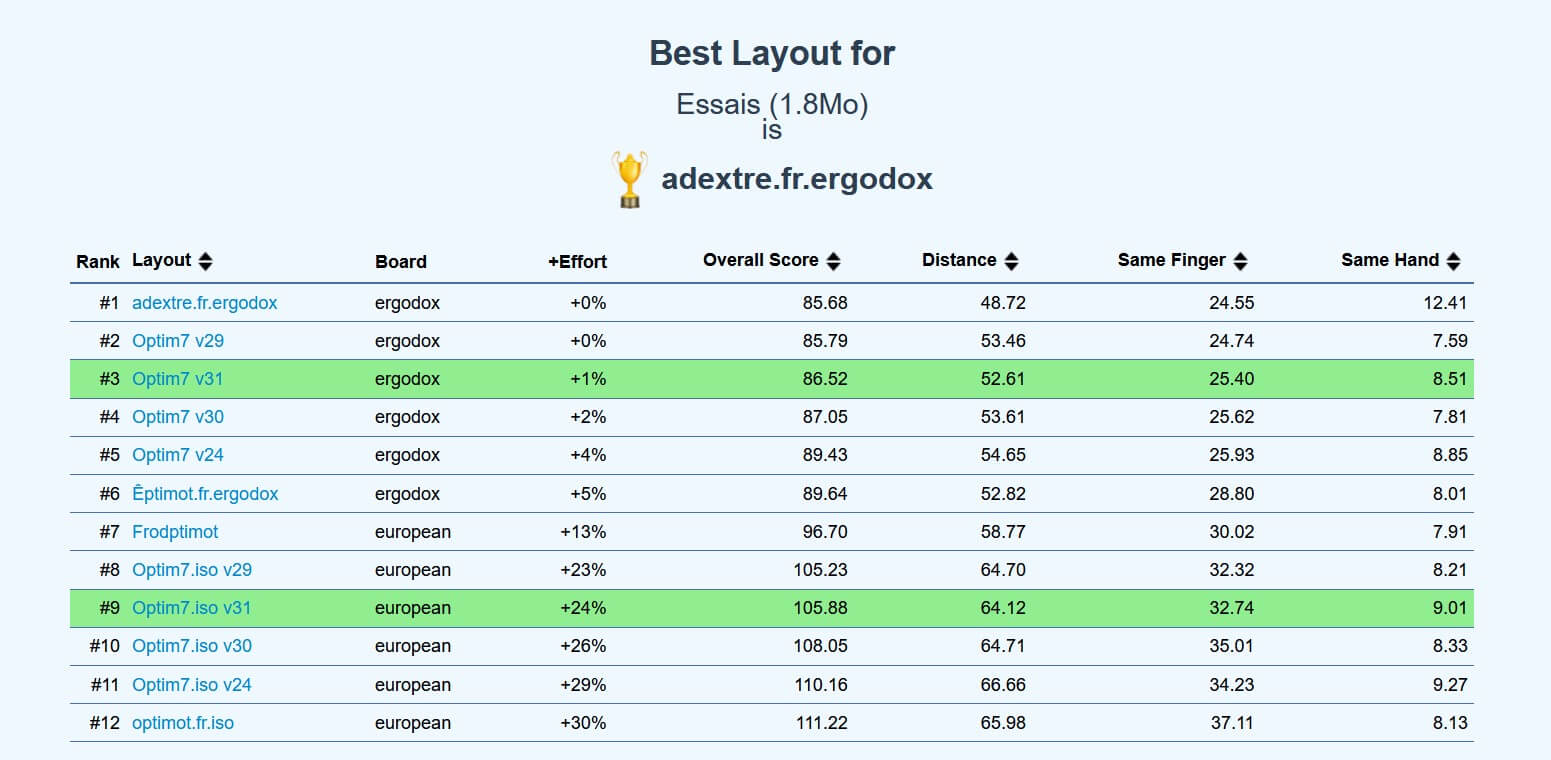 Best Layout for
Essais (1.8Mo)
is
adextre.fr.ergodox
Rank Layout Board +Effort Overall Score Distance Same Finger Same Hand
#1 adextre.fr.ergodox ergodox +0% 85.68 48.72 24.55 12.41
#2 Optim7 v29 ergodox +0% 85.79 53.46 24.74 7.59
#3 Optim7 v31 ergodox +1% 86.52 52.61 25.40 8.51
#4 Optim7 v30 ergodox +2% 87.05 53.61 25.62 7.81
#5 Optim7 v24 ergodox +4% 89.43 54.65 25.93 8.85
#6 Êptimot.fr.ergodox ergodox +5% 89.64 52.82 28.80 8.01
#7 Frodptimot european +13% 96.70 58.77 30.02 7.91
#8 Optim7.iso v29 european +23% 105.23 64.70 32.32 8.21
#9 Optim7.iso v31 european +24% 105.88 64.12 32.74 9.01
#10 Optim7.iso v30 european +26% 108.05 64.71 35.01 8.33
#11 Optim7.iso v24 european +29% 110.16 66.66 34.23 9.27
#12 optimot.fr.iso european +30% 111.22 65.98 37.11 8.13